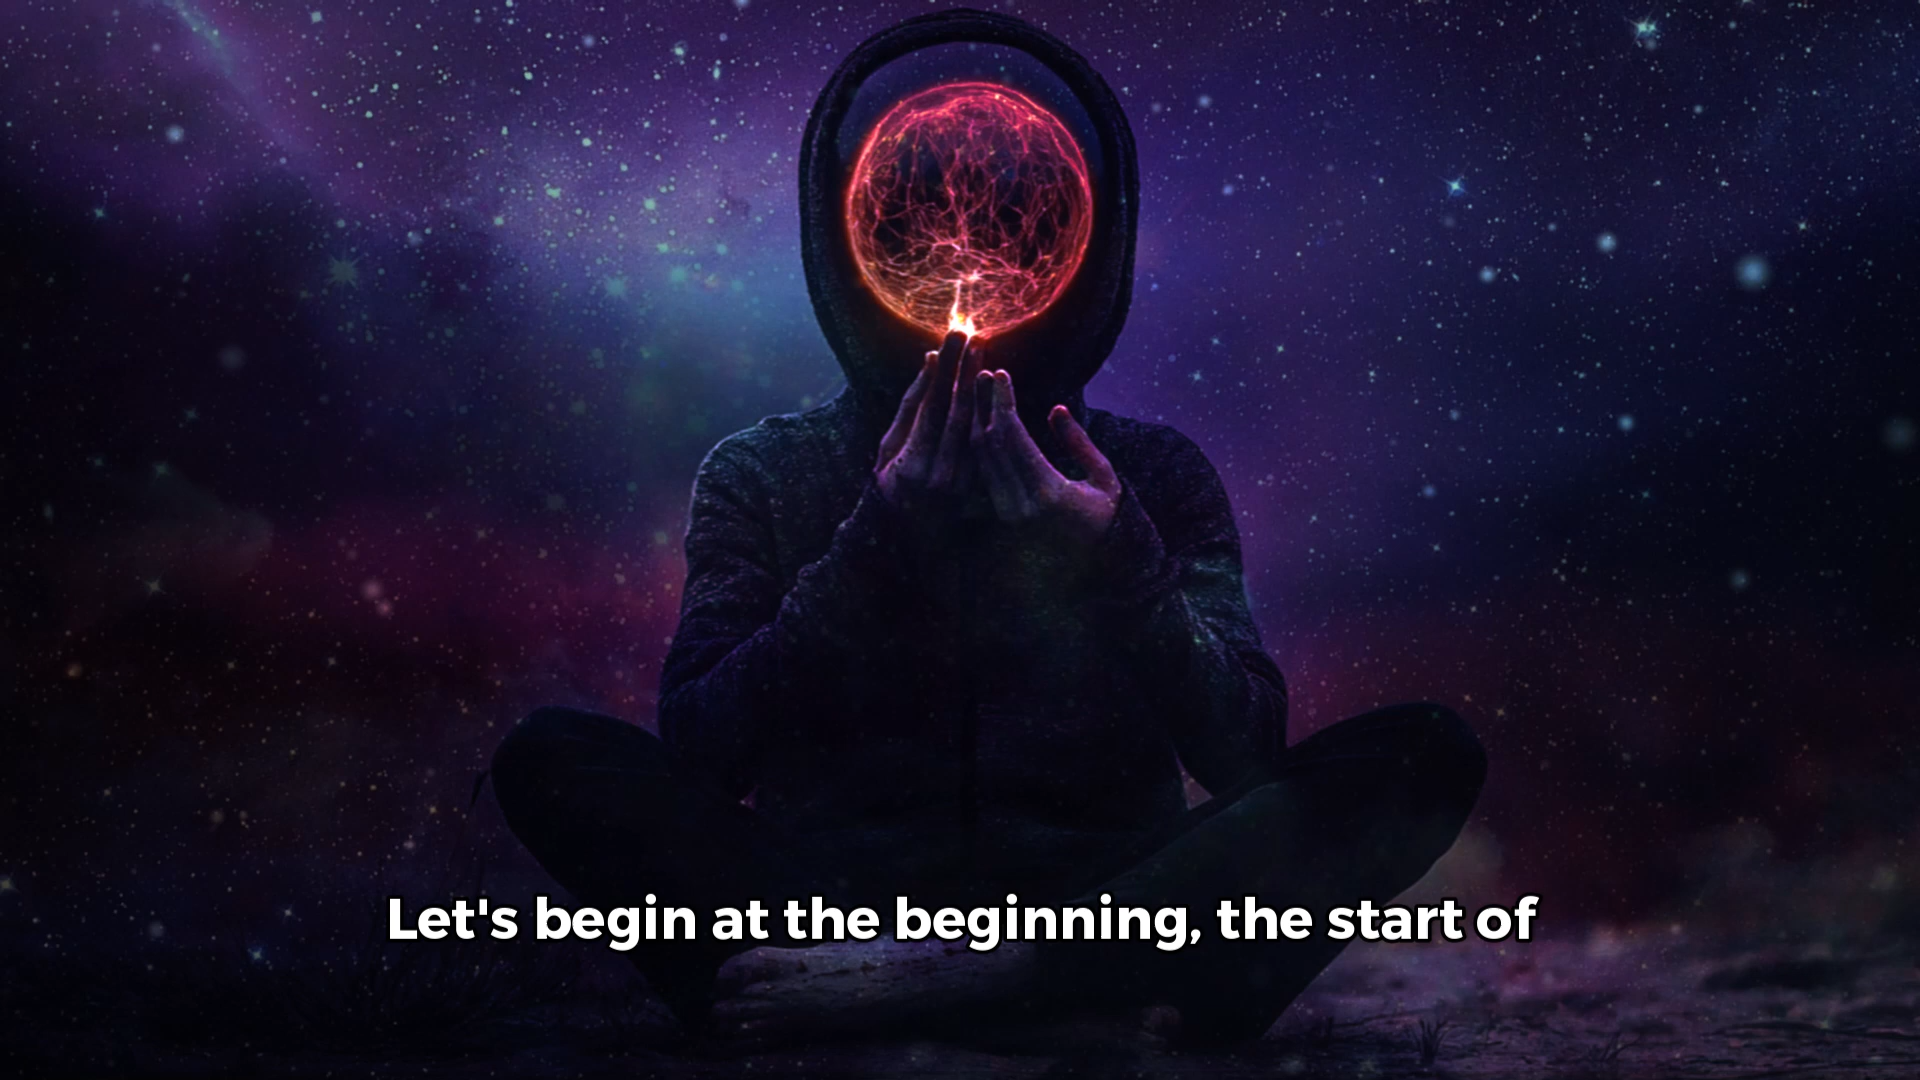 Let's begin at the beginning, the start of